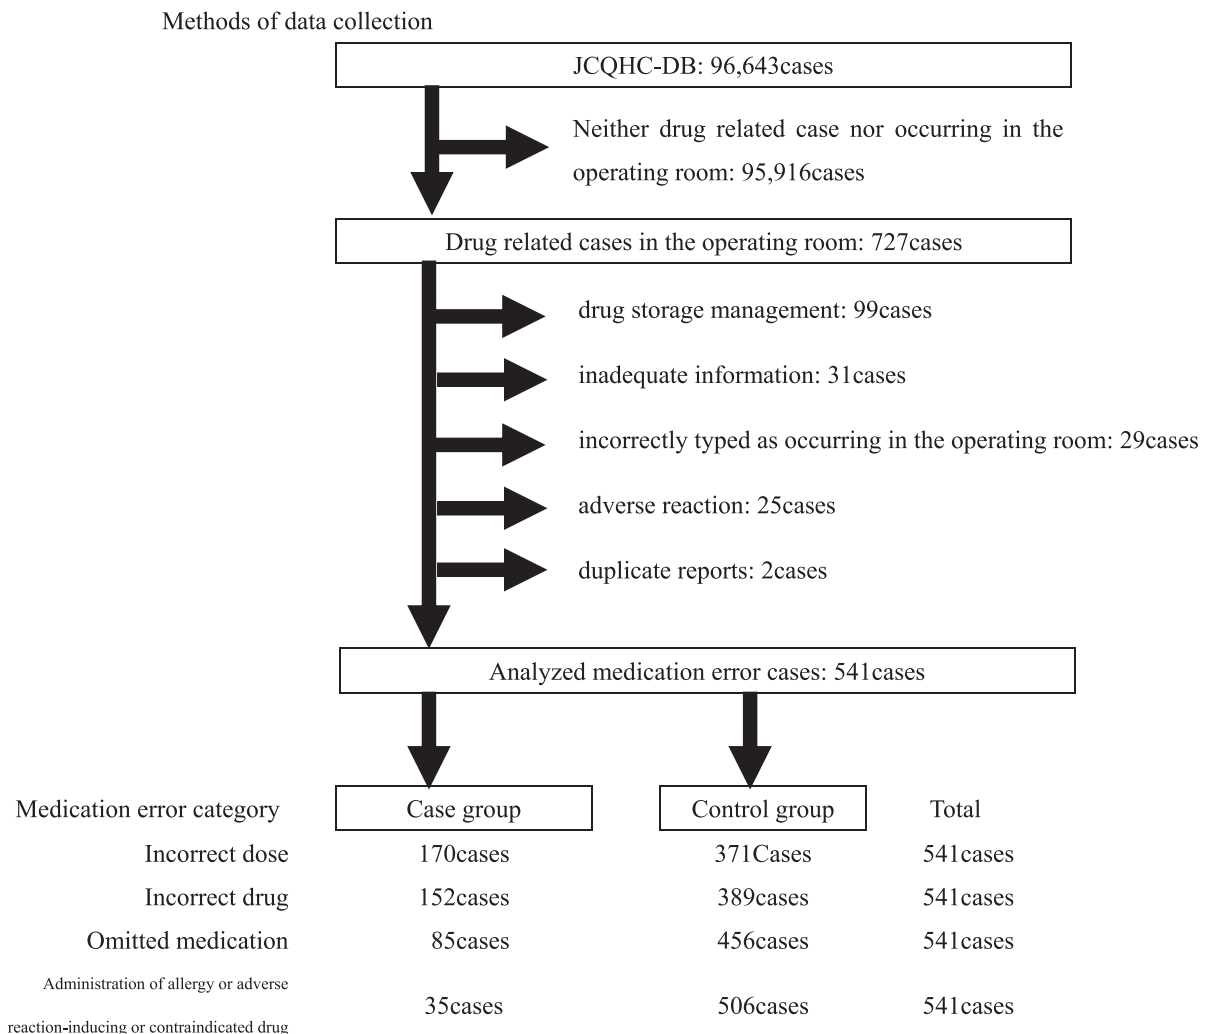 Methods of data collection
JCQHC-DB: 96,643cases
Neither drug related case nor occurring in the
operating room: 95,916cases
Drug related cases in the operating room: 727cases
drug storage management: 99cases
inadequate information: 31cases
incorrectly typed as occurring in the operating room: 29cases
adverse reaction: 25cases
duplicate reports: 2cases
Analyzed medication error cases: 541cases
Medication error category Case group Control group Total
Incorrect dose 170cases 371Cases 541cases
Incorrect drug 152cases 389cases 541cases
Omitted medication 85cases 456cases 541cases
Administration of allergy or adverse
35cases 506cases 541cases
reaction-inducing or contraindicated drug